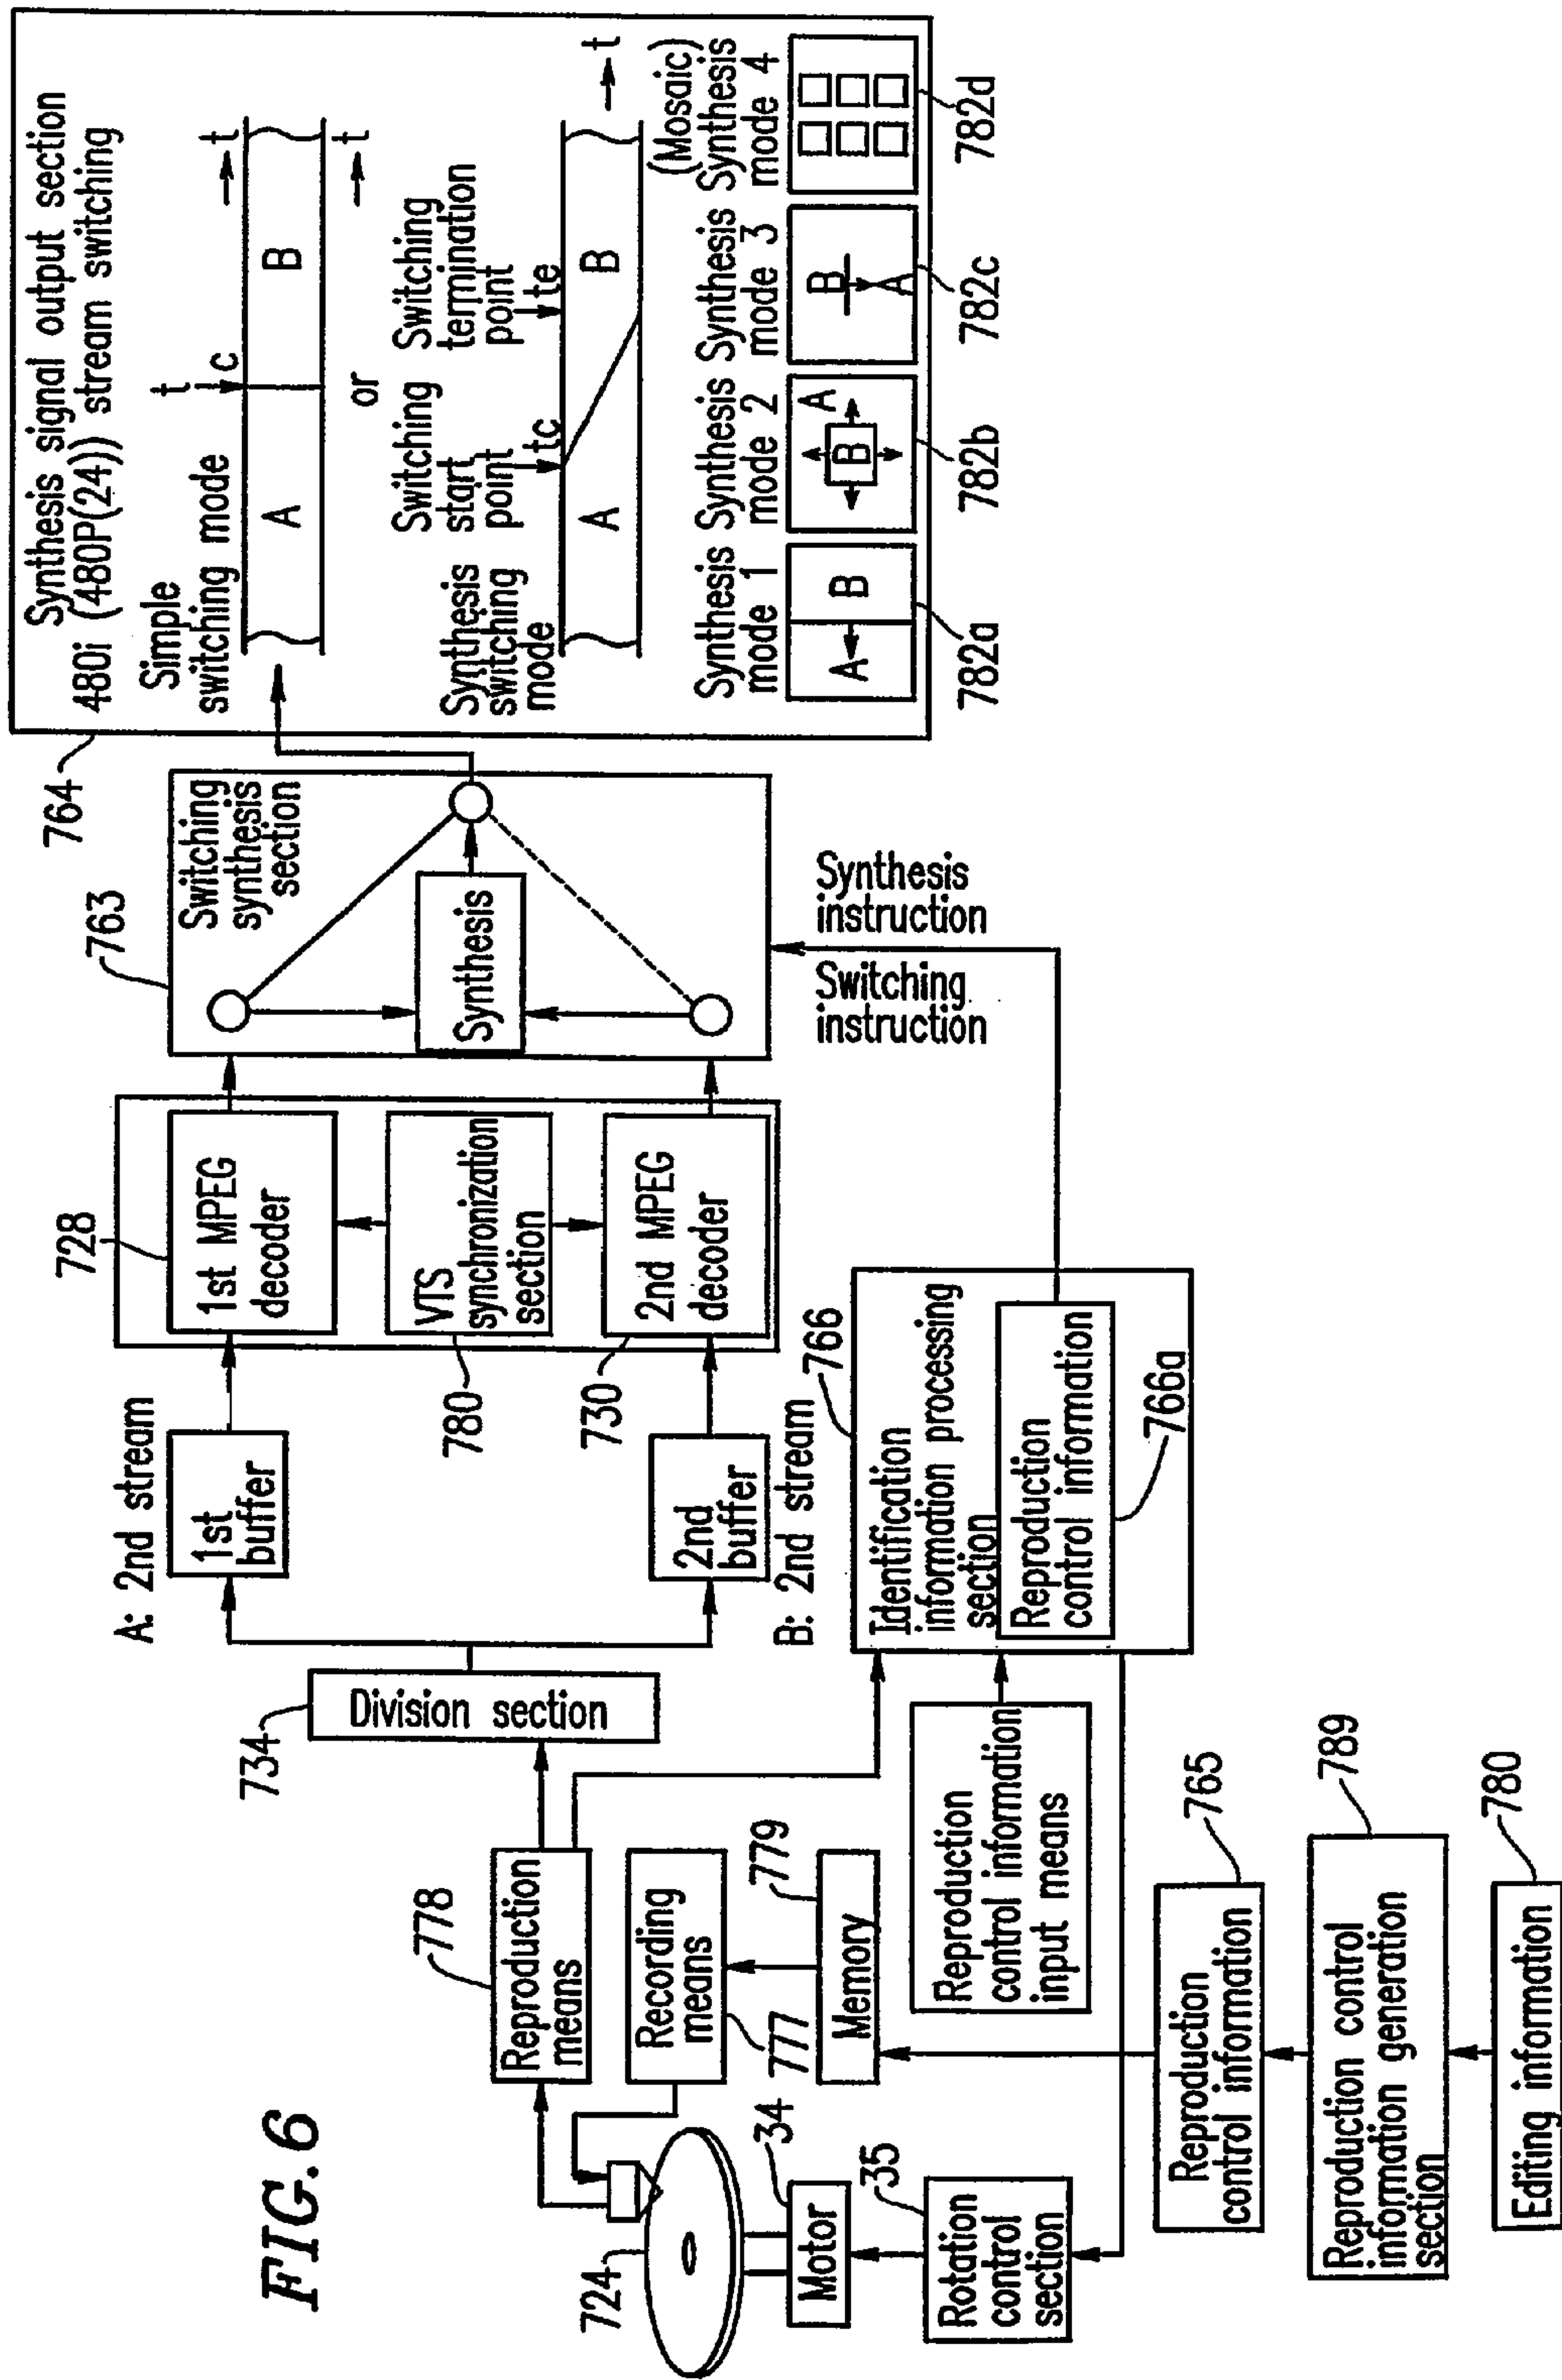 FIG. 6
724
Motor
34
Rotation
control
section
35
778
Reproduction
means
Recording
means
777
Memory
779
Reproduction
control information
765
Reproduction control
information generation
section
789
Editing information
780
734
Division section
Reproduction
control information
input means
A: 2nd stream
1st
buffer
2nd
buffer
B: 2nd stream
Identification
information processing
section
766
Reproduction
control information
766a
728
1st MPEG
decoder
VTS
synchronization
section
780
2nd MPEG
decoder
730
763
Switching
synthesis
section
Synthesis
Switching
instruction
Synthesis
instruction
764
Synthesis signal output section
480i (480P(24)) stream switching
Simple
switching mode
t
c
t
A
B
t
or
Synthesis
switching
mode
Switching
start
point
tc
Switching
termination
point
te
A
B
t
Synthesis
mode 1
A
B
782a
Synthesis
mode 2
A
B
782b
Synthesis
mode 3
B
A
782c
(Mosaic)
Synthesis
mode 4
782d